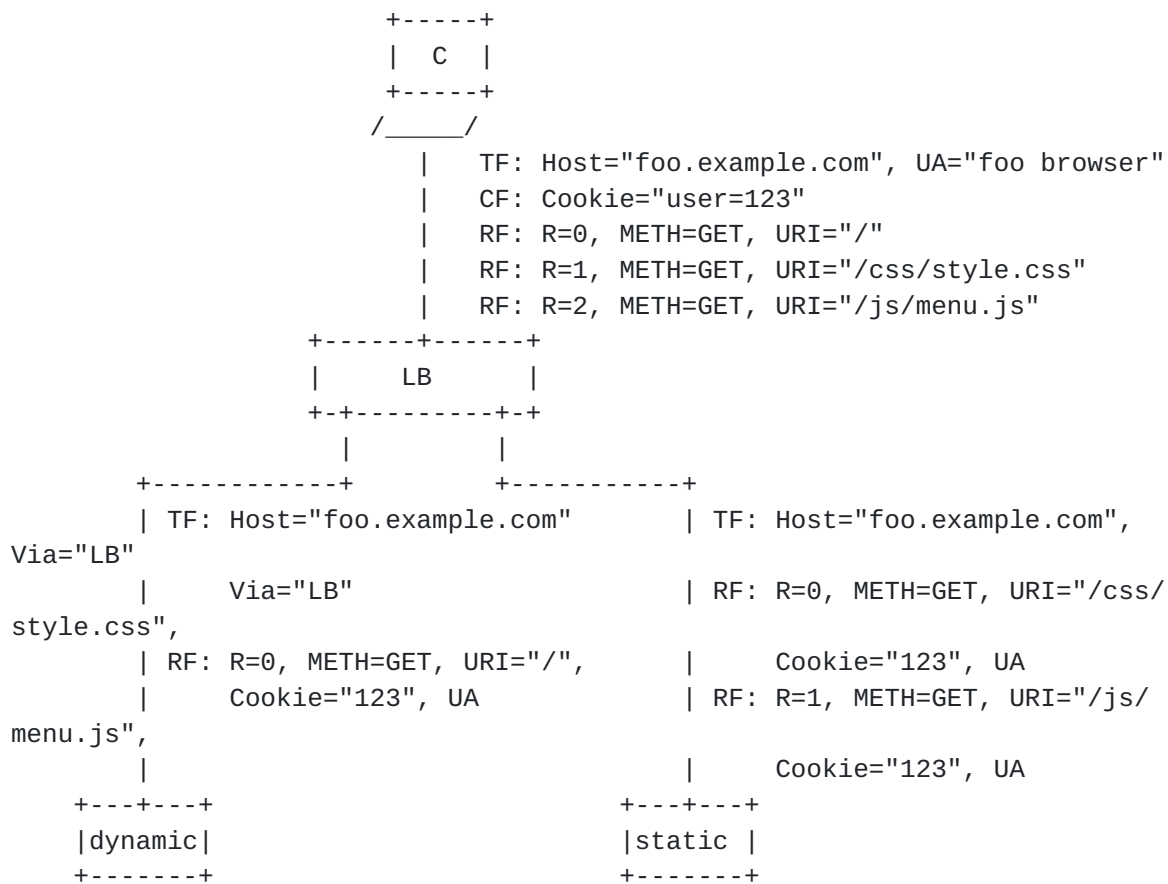 +-----+
|  C  |
+-----+
/_____/
|   TF: Host="foo.example.com", UA="foo browser"
|   CF: Cookie="user=123"
|   RF: R=0, METH=GET, URI="/"
|   RF: R=1, METH=GET, URI="/css/style.css"
|   RF: R=2, METH=GET, URI="/js/menu.js"
+------+------+
|     LB      |
+-+---------+-+
|         |
+------------+         +-----------+
| TF: Host="foo.example.com"       | TF: Host="foo.example.com",
Via="LB"
|     Via="LB"                     | RF: R=0, METH=GET, URI="/css/
style.css",
| RF: R=0, METH=GET, URI="/",      |     Cookie="123", UA
|     Cookie="123", UA             | RF: R=1, METH=GET, URI="/js/
menu.js",
|                                  |     Cookie="123", UA
+---+---+                          +---+---+
|dynamic|                          |static |
+-------+                          +-------+